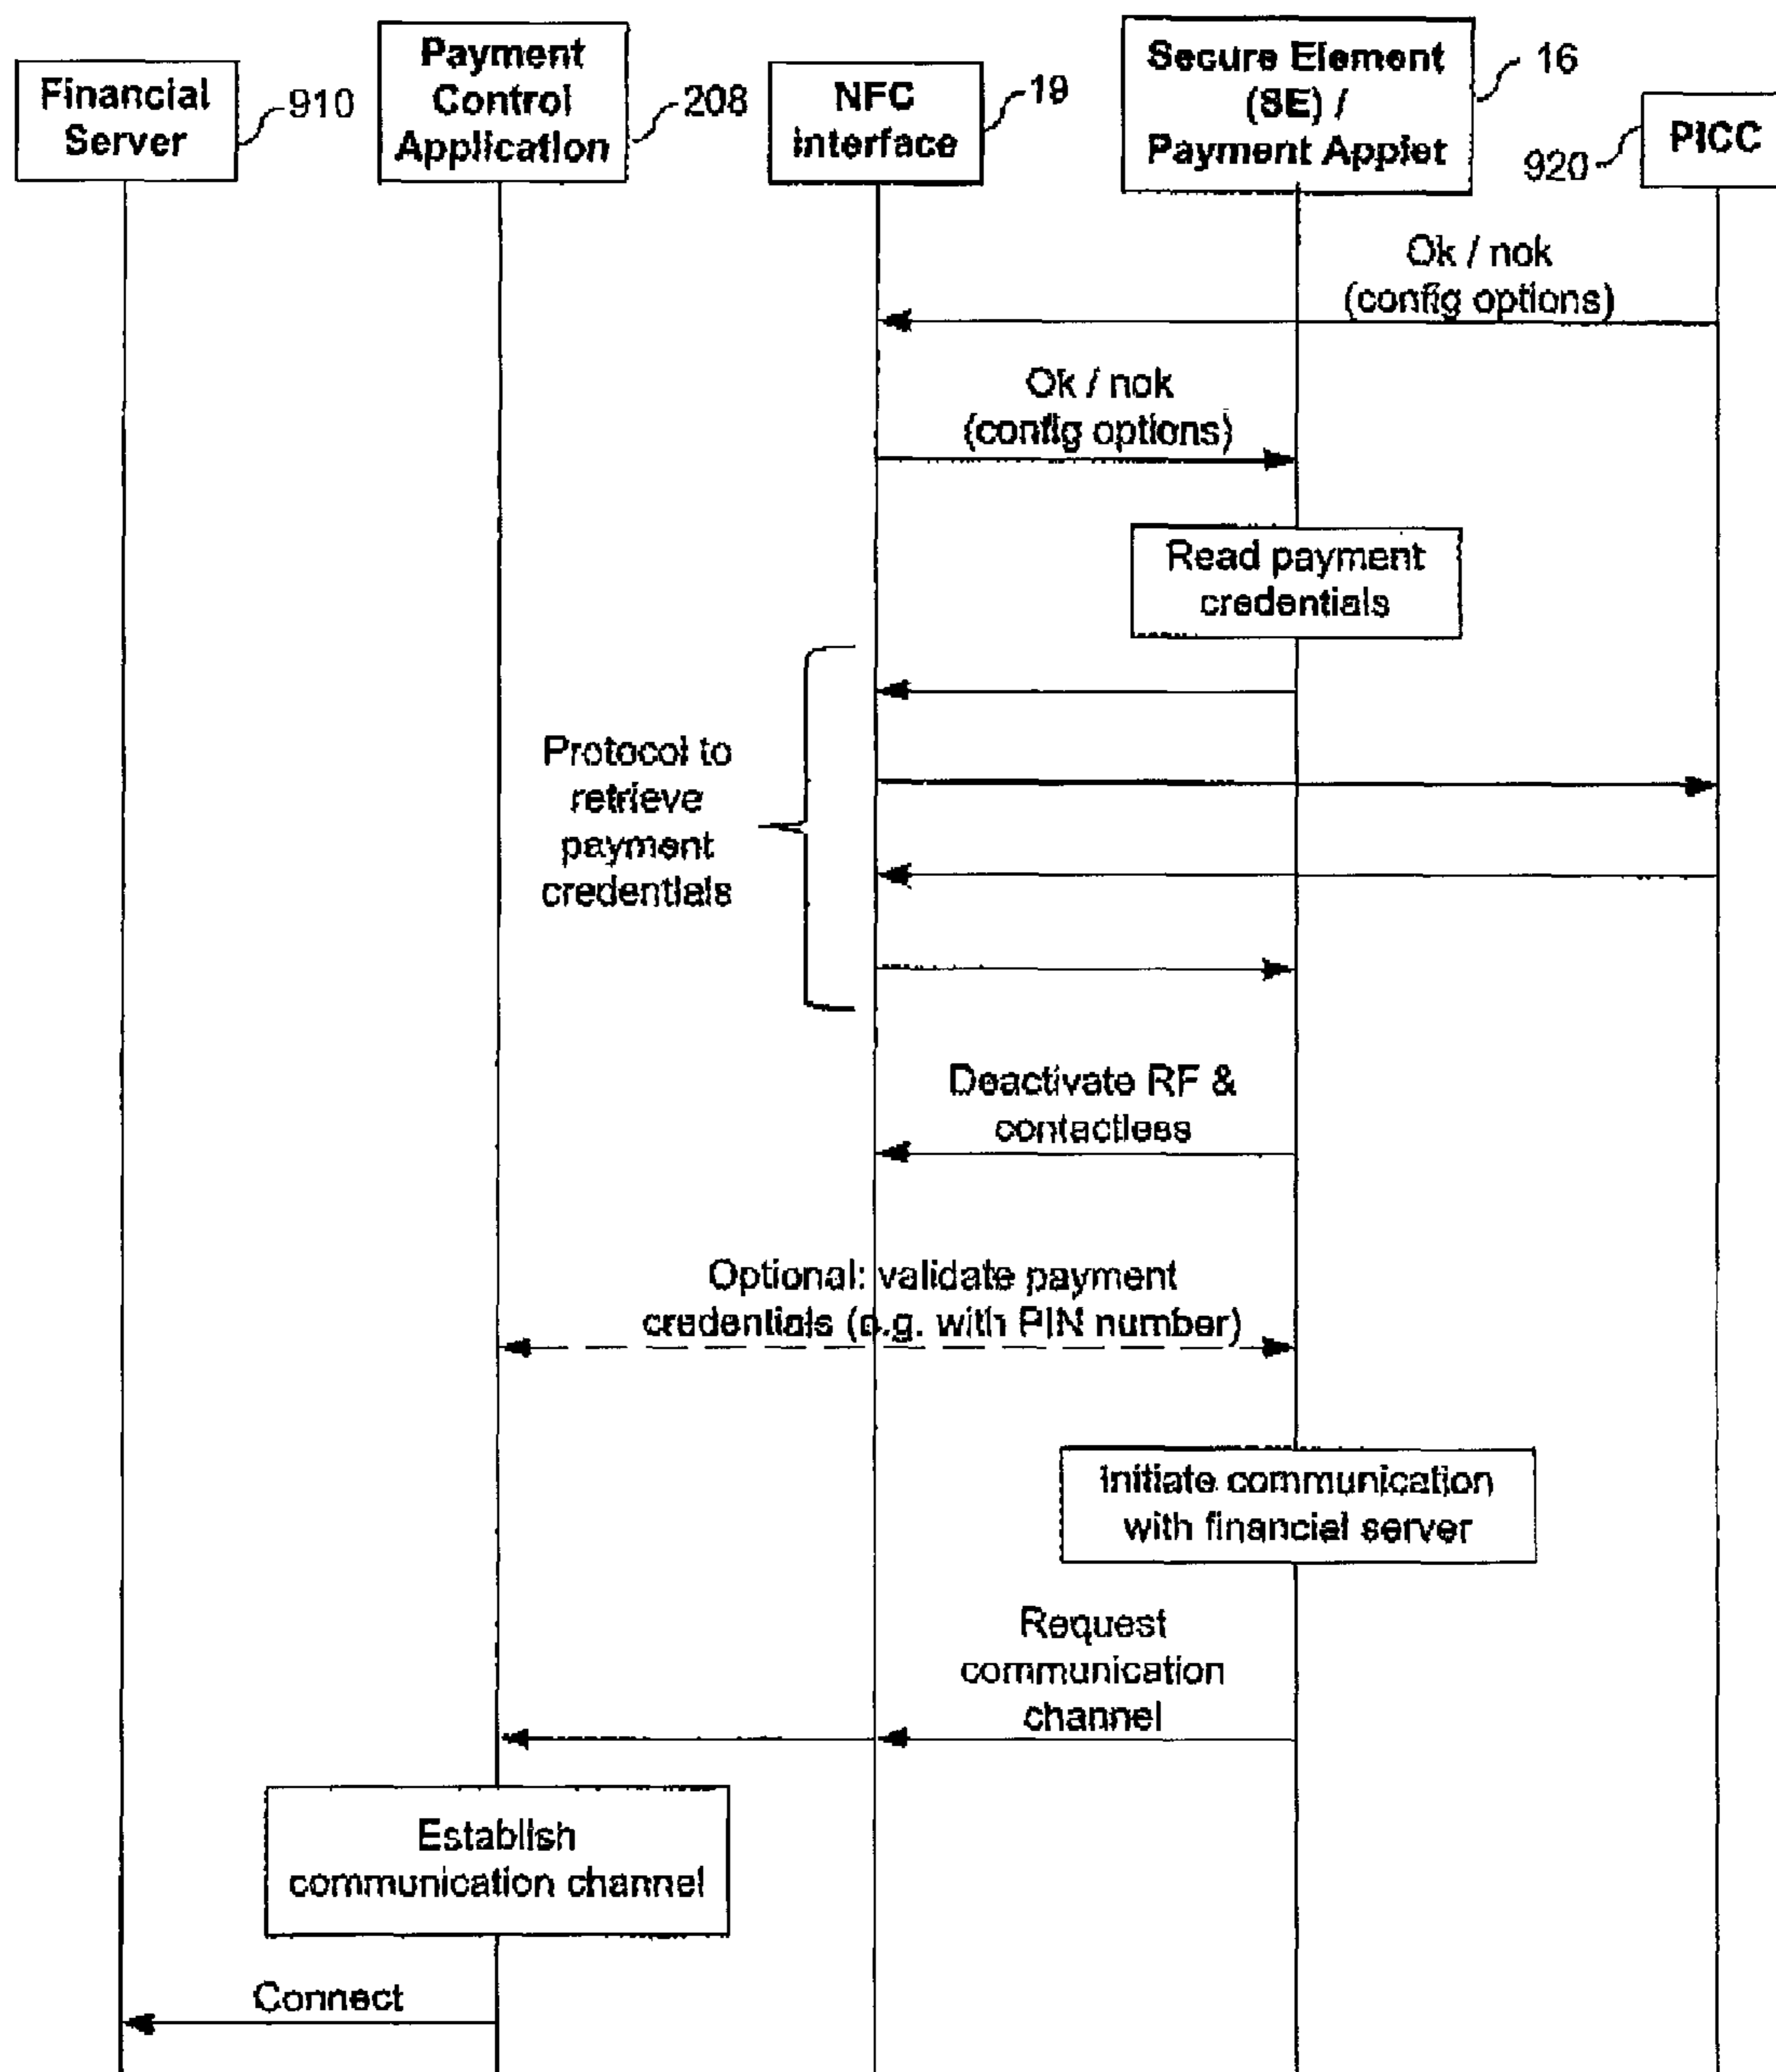 Financial
Server
910
Payment
Control
Application
208
NFC
interface
19
Secure Element
(SE) /
Payment Applet
16
PICC
920
Ok / nok
(config options)
Ok / nok
(config options)
Read payment
credentials
Protocol to
retrieve
payment
credentials
Deactivate RF &
contactless
Optional: validate payment
credentials (e.g. with PIN number)
Initiate communication
with financial server
Request
communication
channel
Establish
communication channel
Connect